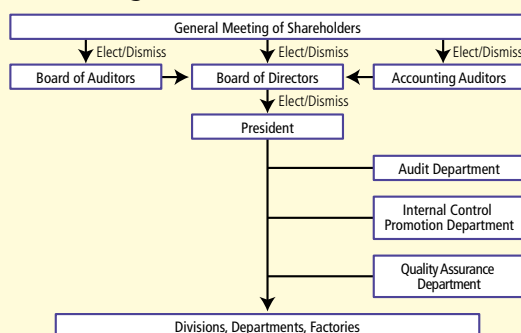 General Meeting of Shareholders
Elect/Dismiss
Elect/Dismiss
Elect/Dismiss
Board of Auditors
Board of Directors
Accounting Auditors
Elect/Dismiss
President
Audit Department
Internal Control
Promotion Department
Quality Assurance
Department
Divisions, Departments, Factories